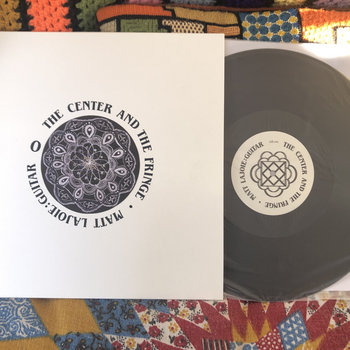 THE CENTER AND THE FRINGE • MATT LAJOIE:GUITAR O
THE CENTER AND THE FRINGE • MATT LAJOIE:GUITAR